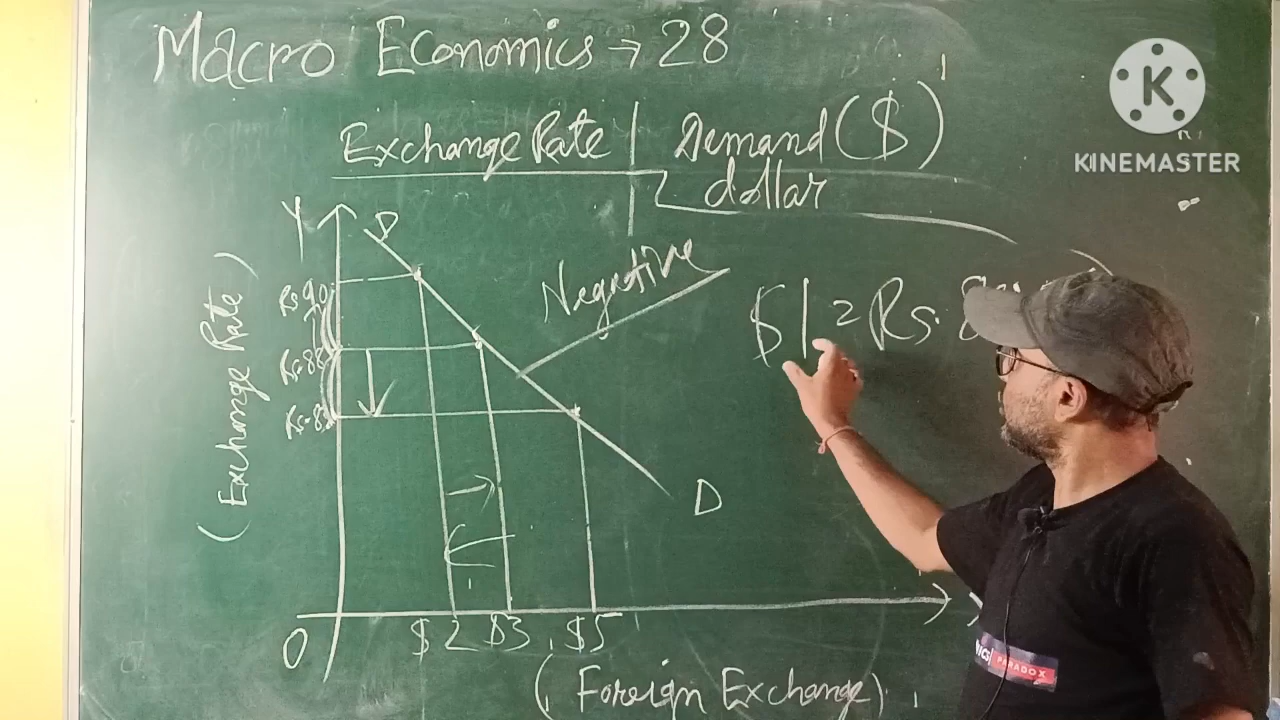 Macro Economics → 28
KINEMASTER
Exchange Rate | Demand ($)
dollar
Y
D
Negative
(Exchange Rate)
Rs 90
Rs 88
$1 = Rs.
D
O
$2 $3, $5
(Foreign Exchange)
PARADOX